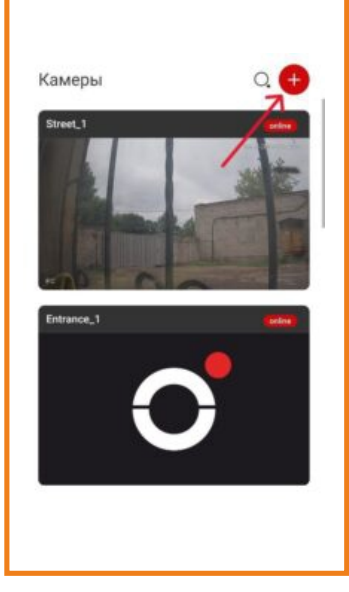 Камеры
Street_1
online
Entrance_1
online